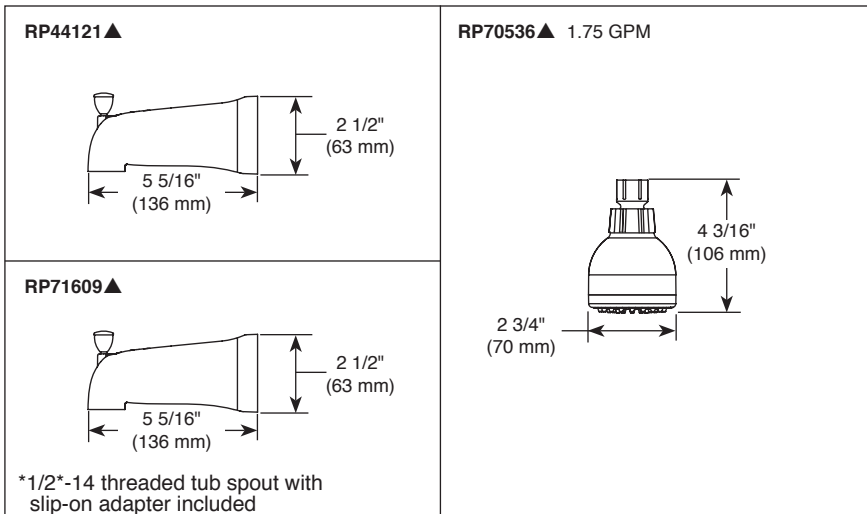 RP44121▲
2 1/2"
(63 mm)
5 5/16"
(136 mm)
RP71609▲
2 1/2"
(63 mm)
5 5/16"
(136 mm)
*1/2*-14 threaded tub spout with
slip-on adapter included
RP70536▲ 1.75 GPM
4 3/16"
(106 mm)
2 3/4"
(70 mm)